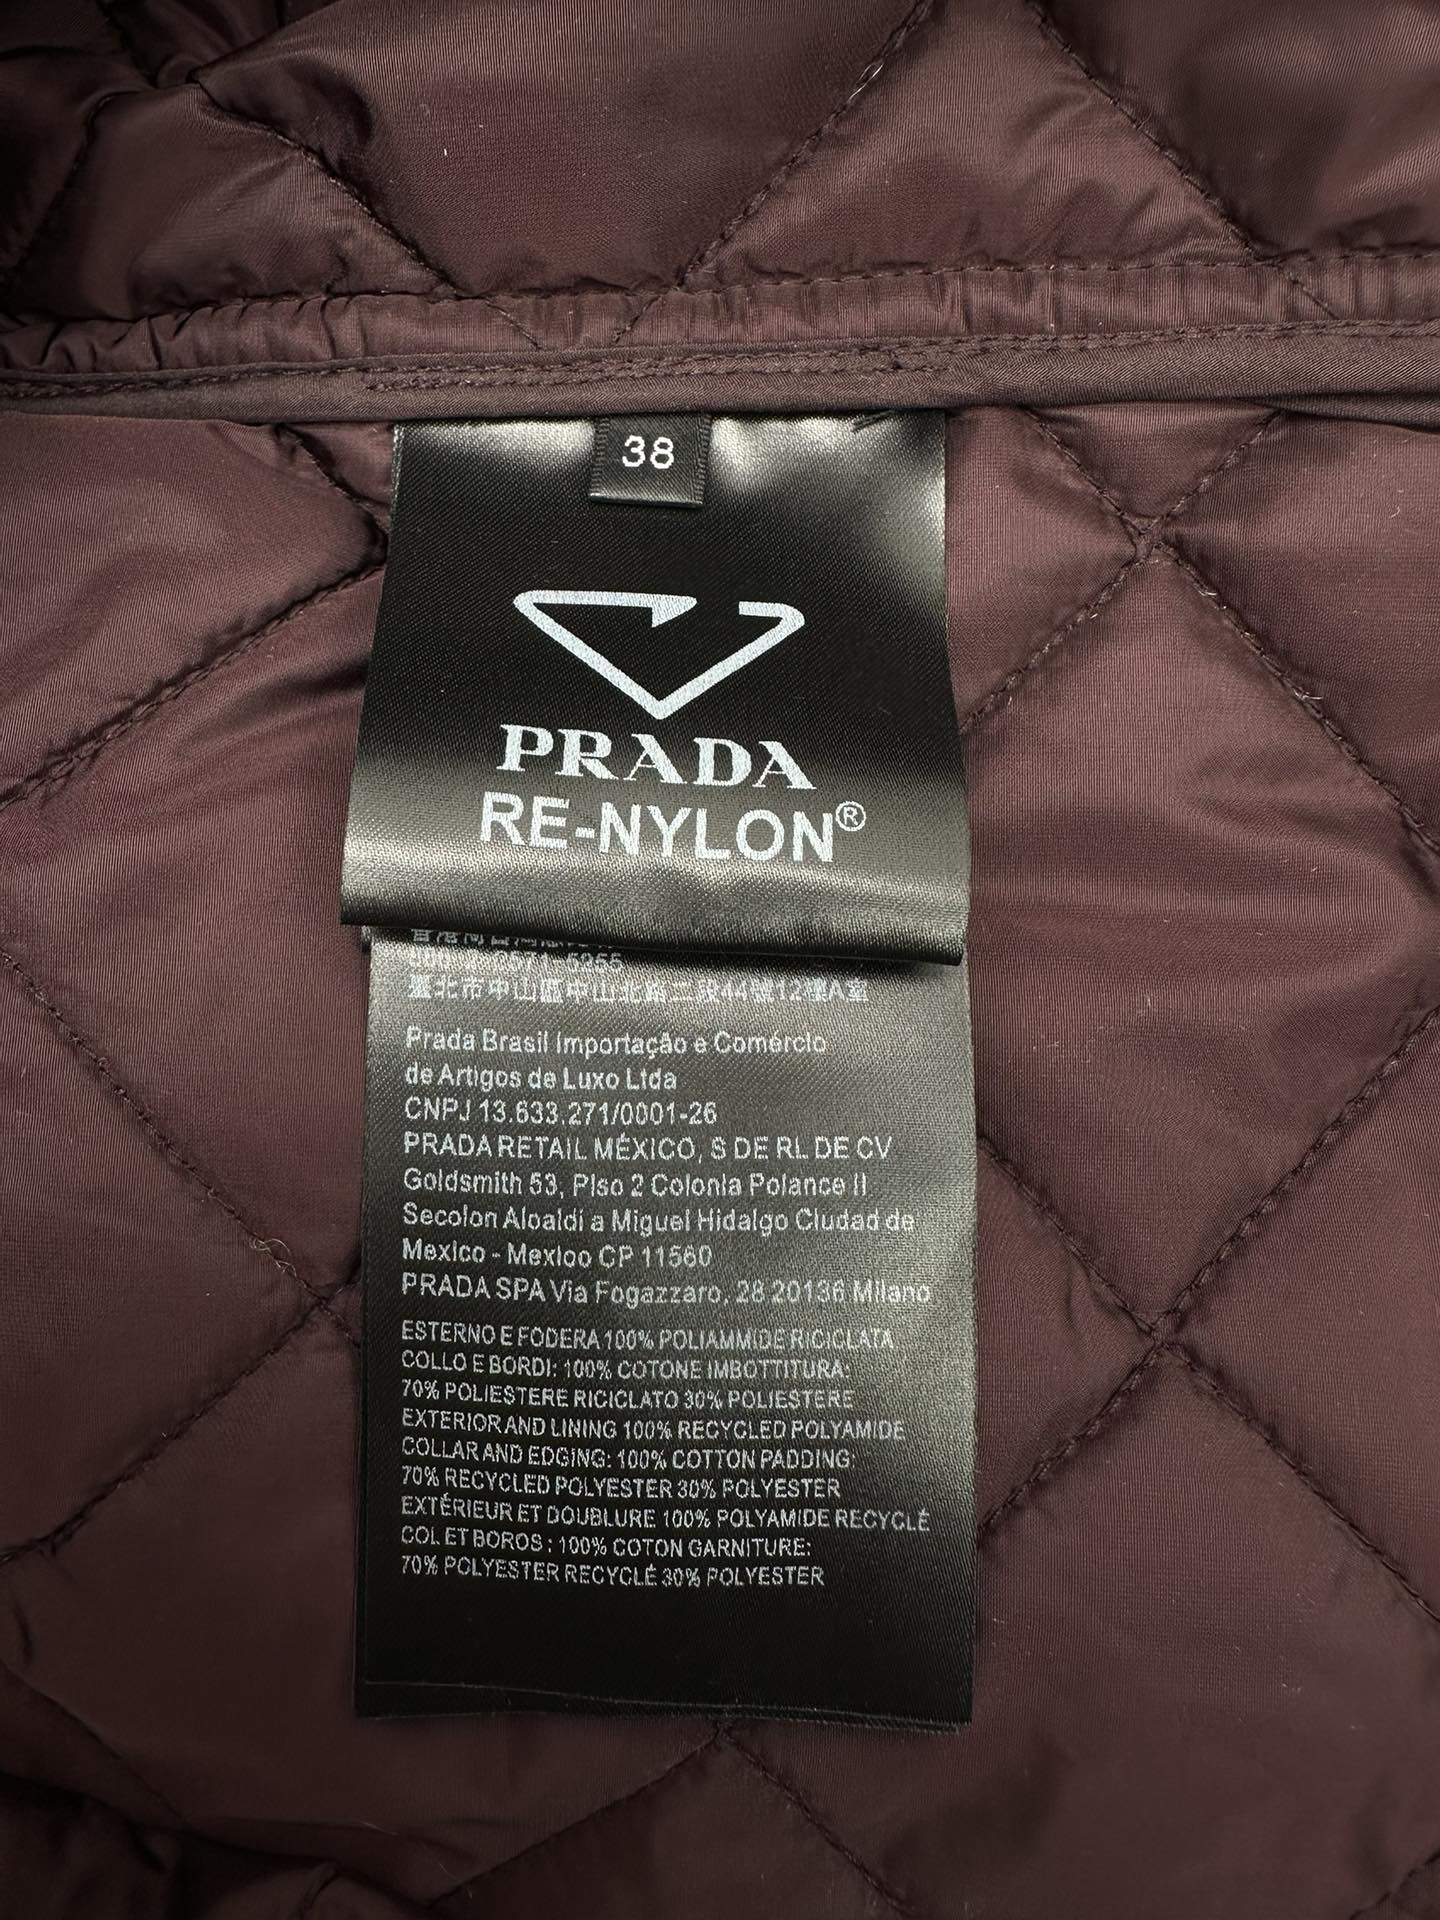 38
PRADA
RE-NYLON®
5255
臺北市中山區中山北路二段44號12樓A室
Prada Brasil Importação e Comérclo
de Artigos de Luxo Ltda
CNPJ 13.633.271/0001-26
PRADA RETAIL MÉXICO, S DE RL DE CV
Goldsmith 53, Plso 2 Colonla Polance II
Secolon Aloaldi a Miguel Hidalgo Cludad de
Mexlco - Mexloo CP 11560
PRADA SPA Via Fogazzaro, 28 20136 Milano
ESTERNO E FODERA 100% POLIAMMIDE RICICLATA
COLLO E BORDI: 100% COTONE IMBOTTITURA:
70% POLIESTERE RICICLATO 30% POLIESTERE
EXTERIOR AND LINING 100% RECYCLED POLYAMIDE
COLLAR AND EDGING: 100% COTTON PADDING:
70% RECYCLED POLYESTER 30% POLYESTER
EXTÉRIEUR ET DOUBLURE 100% POLYAMIDE RECYCLÉ
COL ET BOROS : 100% COTON GARNITURE:
70% POLYESTER RECYCLÉ 30% POLYESTER